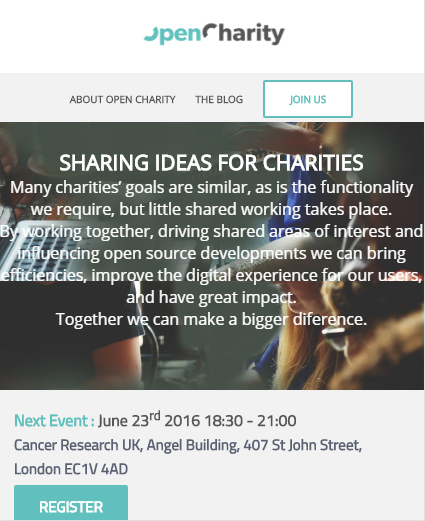 OpenCharity
ABOUT OPEN CHARITY THE BLOG JOIN US
SHARING IDEAS FOR CHARITIES
Many charities’ goals are similar, as is the functionality
we require, but little shared working takes place.
By working together, driving shared areas of interest and
influencing open source developments we can bring
efficiencies, improve the digital experience for our users,
and have great impact.
Together we can make a bigger diference.
Next Event : June 23rd 2016 18:30 - 21:00
Cancer Research UK, Angel Building, 407 St John Street,
London EC1V 4AD
REGISTER